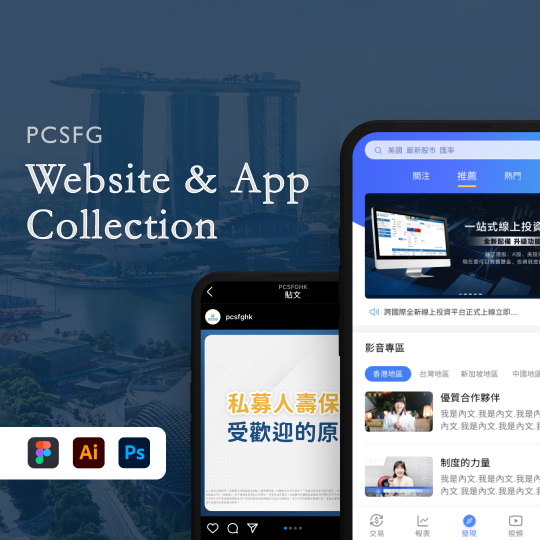 PCSFG
Website & App
Collection
Ai
Ps
PCSFGHK
貼文
pcsfghk
私募人壽保
受歡迎的原
美國 最新股市 匯率
關注 推薦 熱門
一站式線上投資
全新配備 升級功能
跨國際全新線上投資平台正式上線立即...
影音專區
香港地區 台灣地區 新加坡地區 中國地
優質合作夥伴
我是內文.我是內文.我是內
內文.我是內文.我是內文.
制度的力量
我是內文.我是內文.我是內
內文.我是內文.我是內文.
交易 報表 發現 視頻